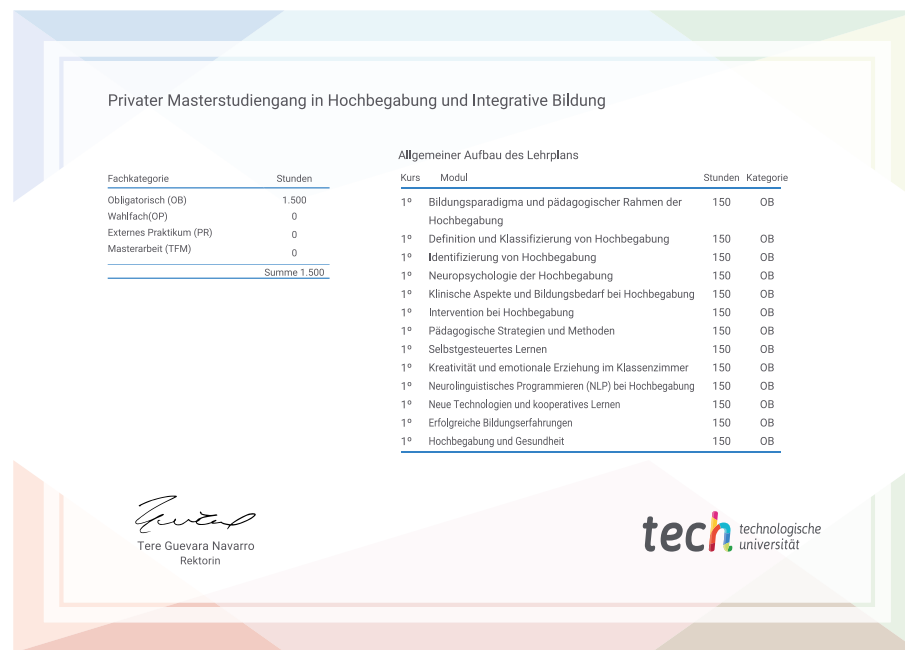 Privater Masterstudiengang in Hochbegabung und Integrative Bildung
Fachkategorie Stunden
Obligatorisch (OB) 1.500
Wahlfach(OP) 0
Externes Praktikum (PR) 0
Masterarbeit (TFM) 0
Summe 1.500
Allgemeiner Aufbau des Lehrplans
Kurs Modul Stunden Kategorie
1º Bildungsparadigma und pädagogischer Rahmen der 150 OB
Hochbegabung
1º Definition und Klassifizierung von Hochbegabung 150 OB
1º Identifizierung von Hochbegabung 150 OB
1º Neuropsychologie der Hochbegabung 150 OB
1º Klinische Aspekte und Bildungsbedarf bei Hochbegabung 150 OB
1º Intervention bei Hochbegabung 150 OB
1º Pädagogische Strategien und Methoden 150 OB
1º Selbstgesteuertes Lernen 150 OB
1º Kreativität und emotionale Erziehung im Klassenzimmer 150 OB
1º Neurolinguistisches Programmieren (NLP) bei Hochbegabung 150 OB
1º Neue Technologien und kooperatives Lernen 150 OB
1º Erfolgreiche Bildungserfahrungen 150 OB
1º Hochbegabung und Gesundheit 150 OB
Tere Guevara Navarro
Rektorin
tech technologische
universität